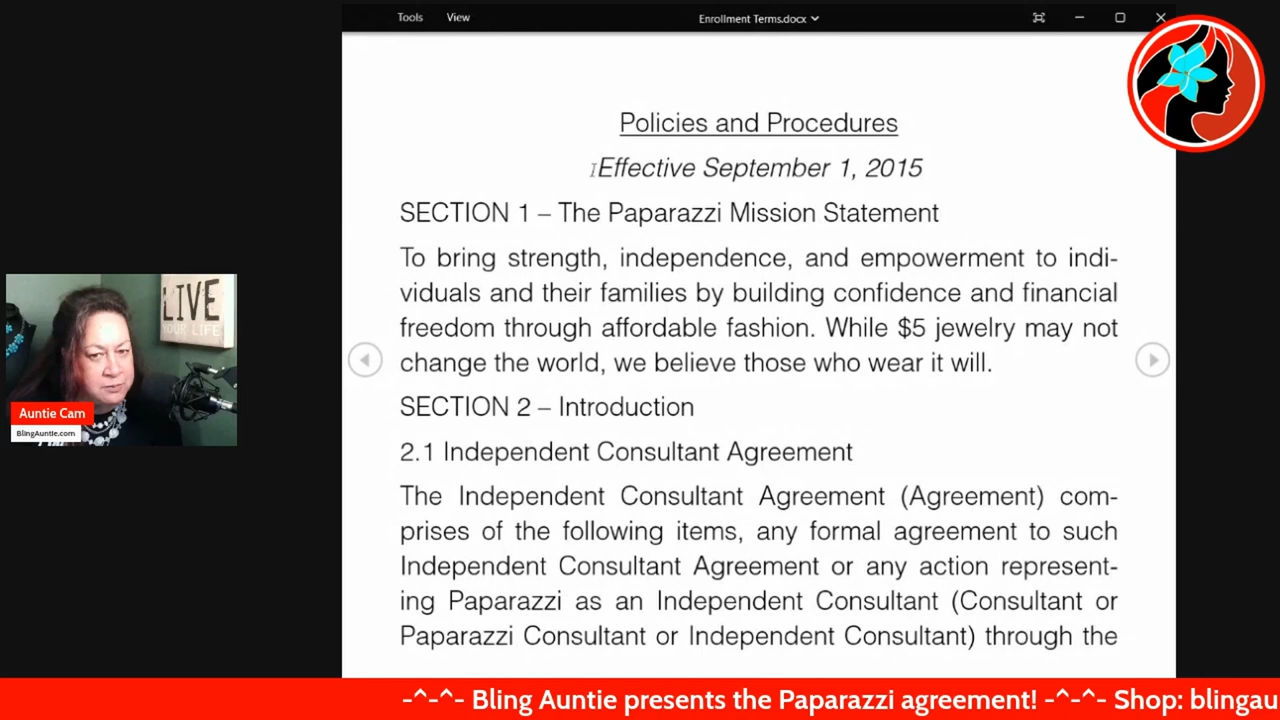 Tools View
Enrollment Terms.docx
Policies and Procedures
Effective September 1, 2015
SECTION 1 – The Paparazzi Mission Statement
To bring strength, independence, and empowerment to indi-
viduals and their families by building confidence and financial
freedom through affordable fashion. While $5 jewelry may not
change the world, we believe those who wear it will.
SECTION 2 – Introduction
2.1 Independent Consultant Agreement
The Independent Consultant Agreement (Agreement) com-
prises of the following items, any formal agreement to such
Independent Consultant Agreement or any action represent-
ing Paparazzi as an Independent Consultant (Consultant or
Paparazzi Consultant or Independent Consultant) through the
LIVE
YOUR LIFE
Auntie Cam
BlingAuntie.com
-^-^- Bling Auntie presents the Paparazzi agreement! -^-^- Shop: blingau